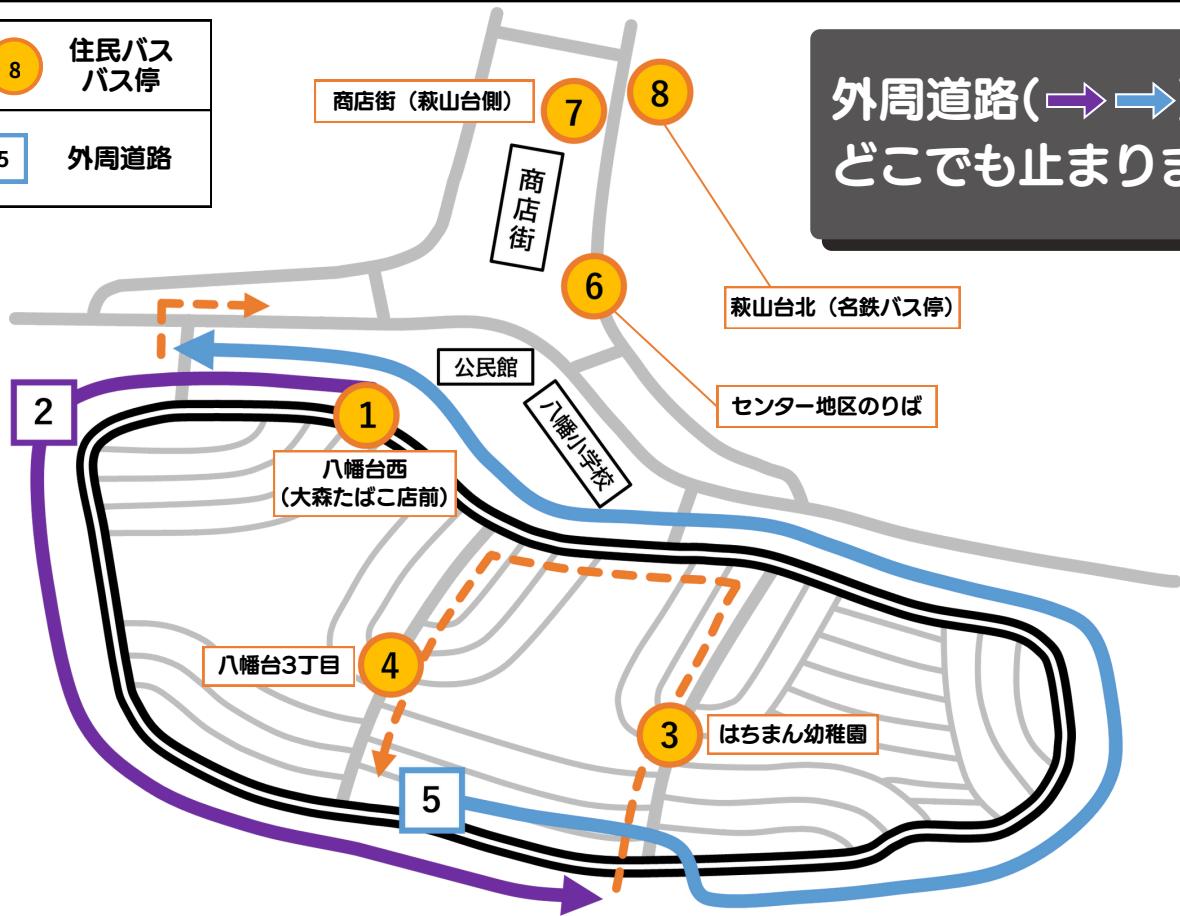 8
住民バス
バス停
5
外周道路
外周道路(
どこでも止まりま
商店街（萩山台側）
7
8
商店街
6
萩山台北（名鉄バス停）
公民館
センター地区のりば
八幡小学校
2
1
八幡台西
（大森たばこ店前）
八幡台3丁目
4
3
はちまん幼稚園
5